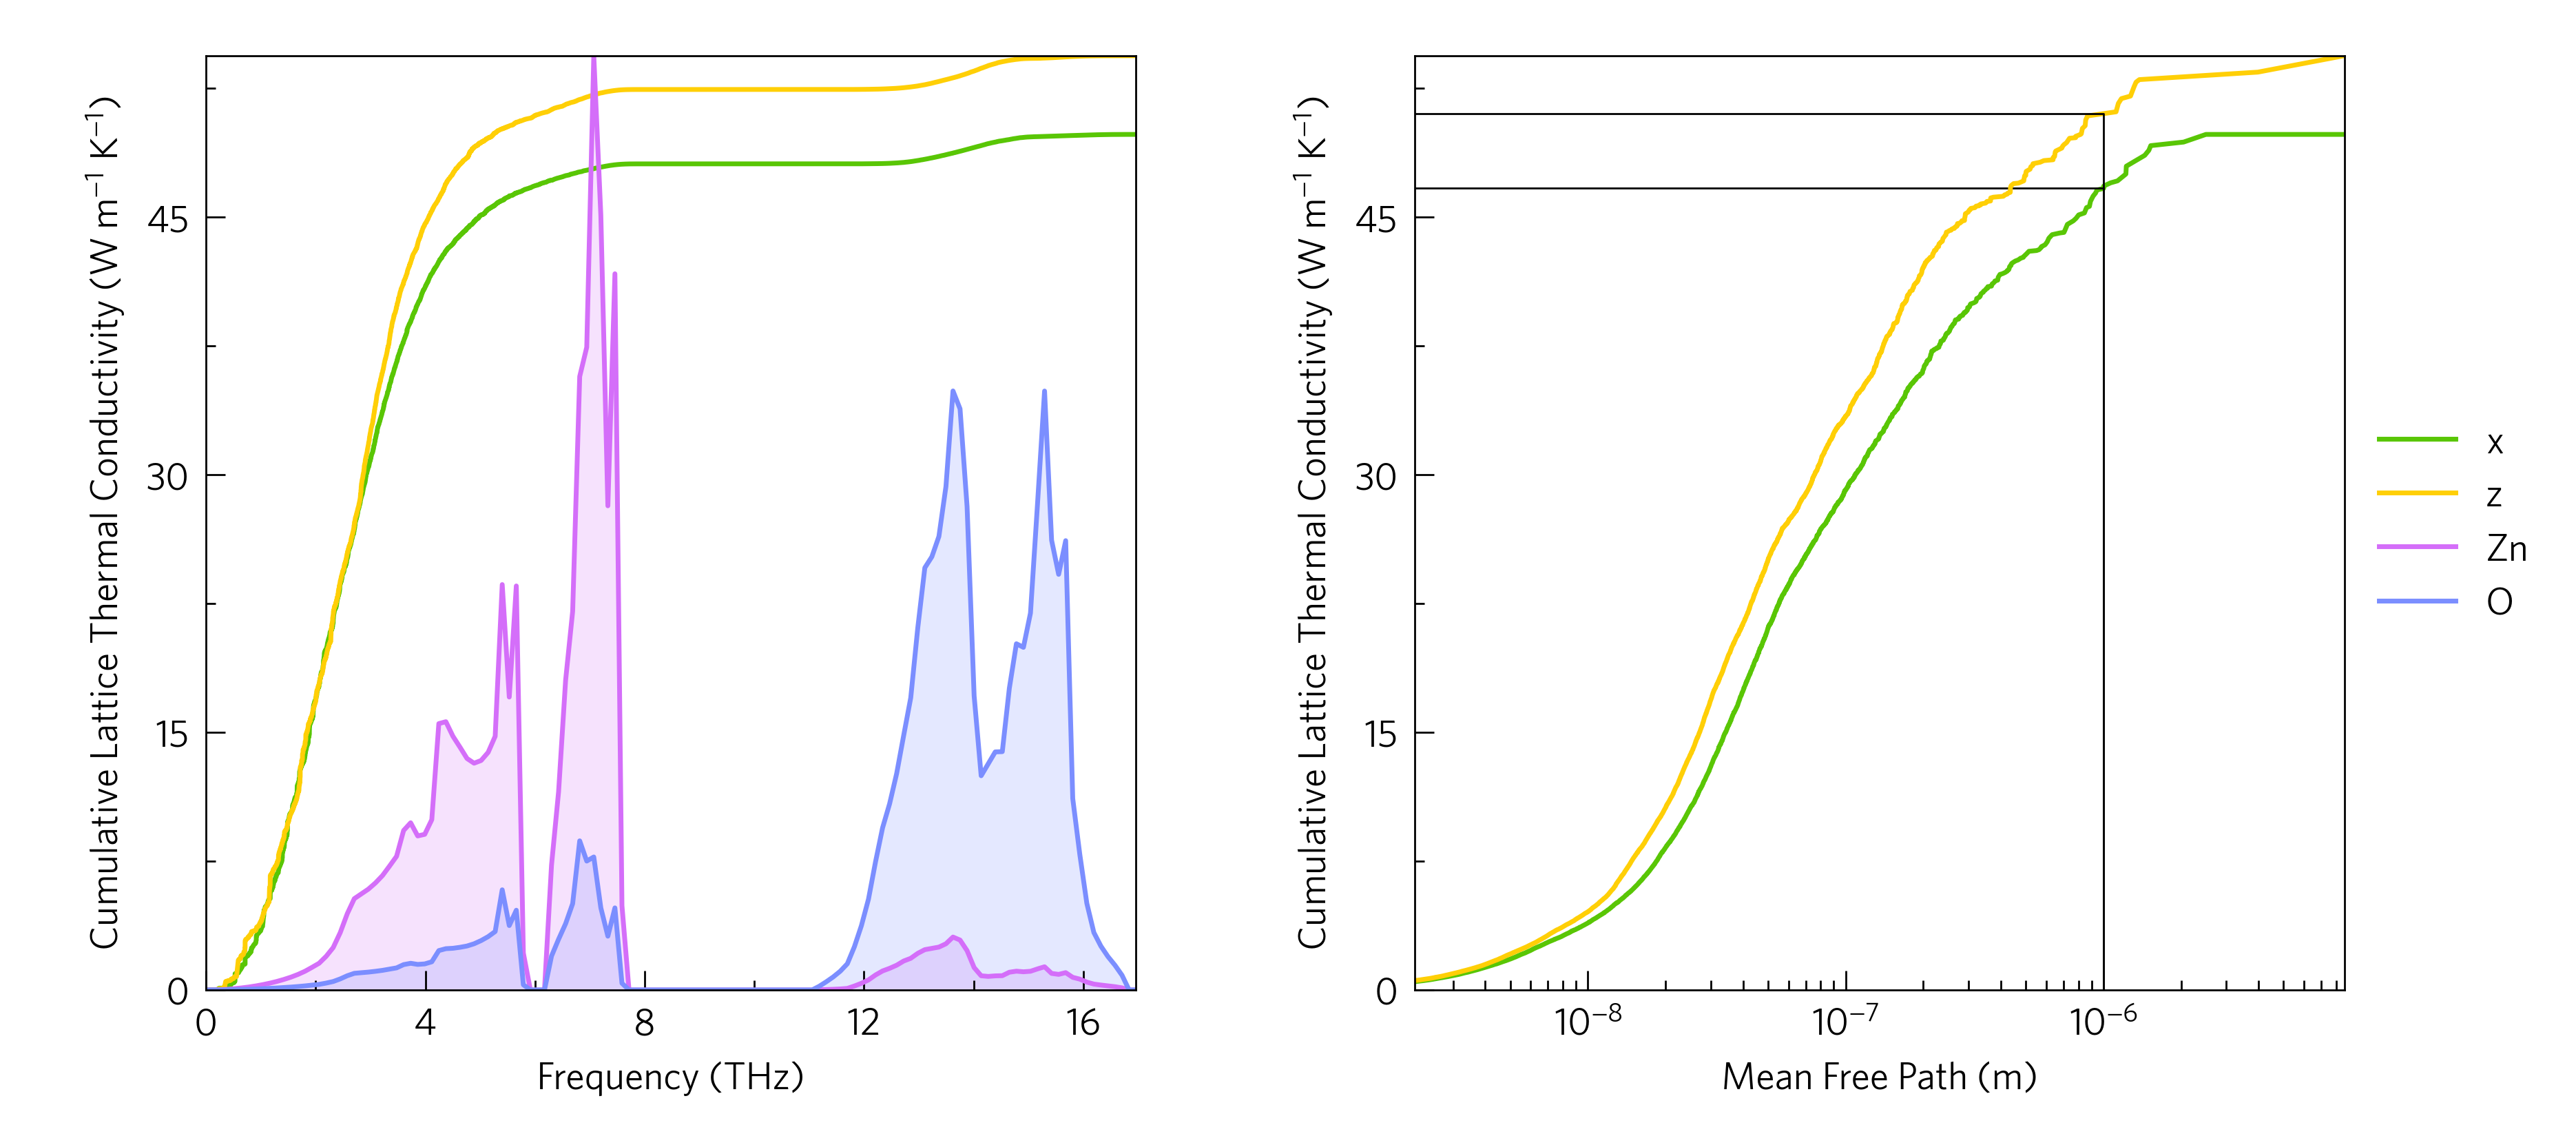 Cumulative Lattice Thermal Conductivity (W m⁻¹ K⁻¹)
45
30
15
0
0 4 8 12 16
Frequency (THz)
Cumulative Lattice Thermal Conductivity (W m⁻¹ K⁻¹)
45
30
15
0
10⁻⁸ 10⁻⁷ 10⁻⁶
Mean Free Path (m)
x
z
Zn
O